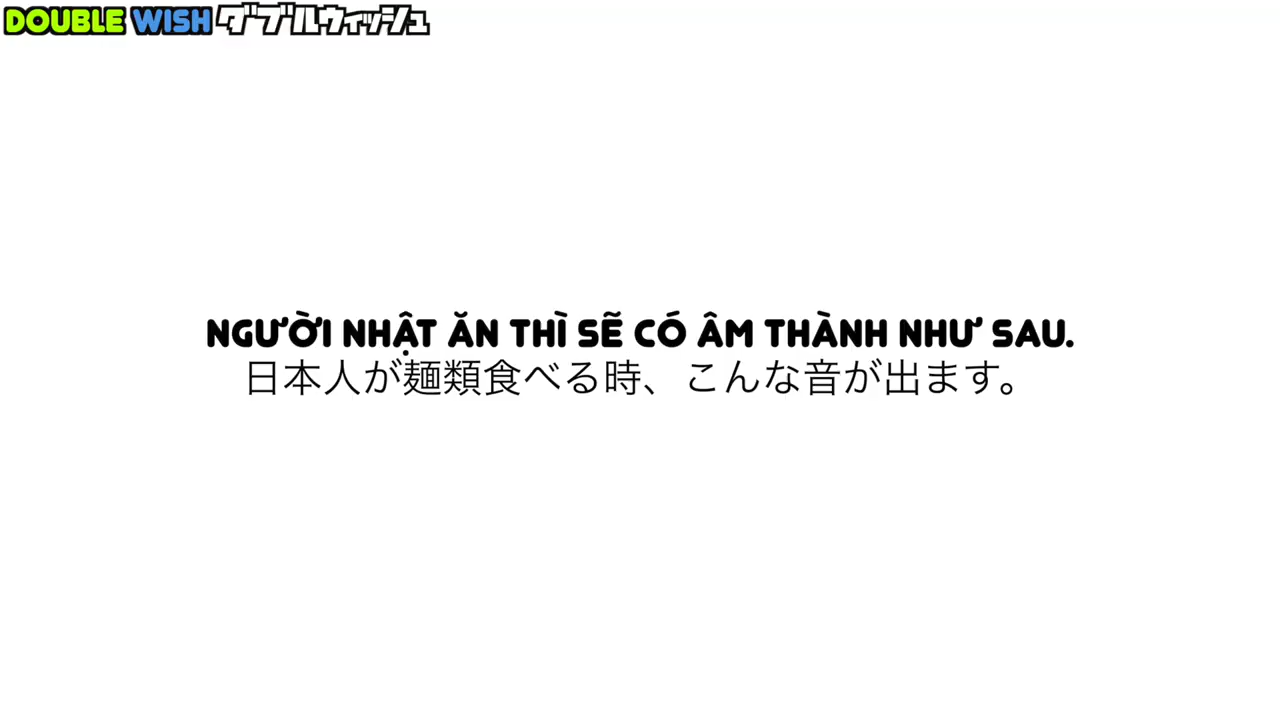 DOUBLE WISH ダブルウィッシュ
NGƯỜI NHẬT ĂN THÌ SẼ CÓ ÂM THÀNH NHƯ SAU.
日本人が麺類食べる時、こんな音が出ます。